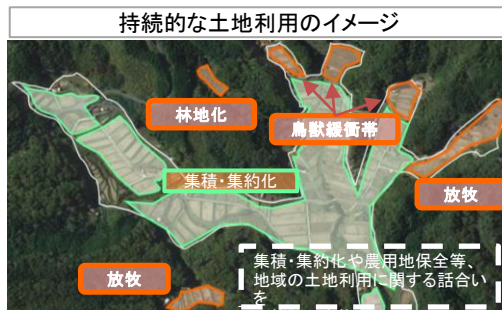 持続的な土地利用のイメージ
林地化
鳥獣緩衝帯
集積・集約化
放牧
放牧
集積・集約化や農用地保全等、
地域の土地利用に関する話合い
を